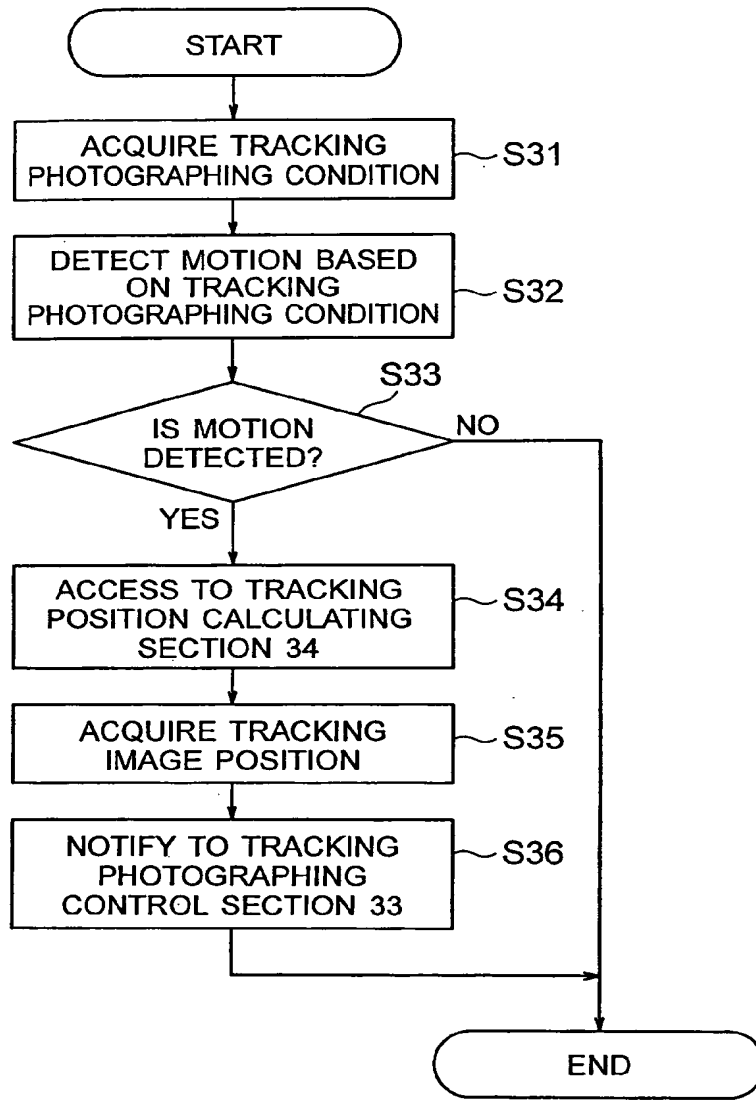 START
ACQUIRE TRACKING
PHOTOGRAPHING CONDITION
S31
DETECT MOTION BASED
ON TRACKING
PHOTOGRAPHING CONDITION
S32
S33
IS MOTION
DETECTED?
NO
YES
ACCESS TO TRACKING
POSITION CALCULATING
SECTION 34
S34
ACQUIRE TRACKING
IMAGE POSITION
S35
NOTIFY TO TRACKING
PHOTOGRAPHING
CONTROL SECTION 33
S36
END